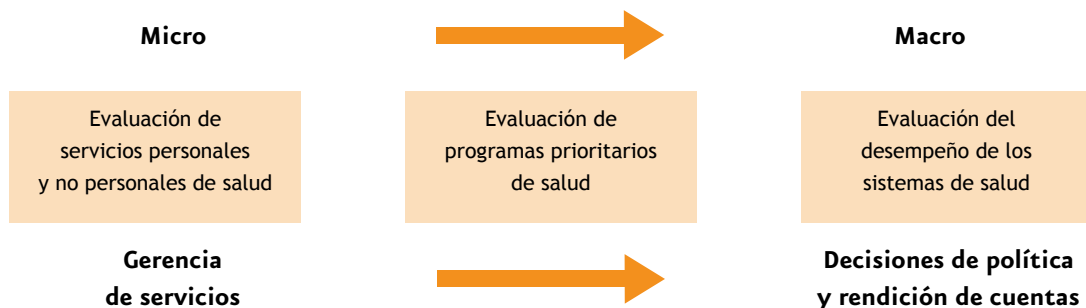 Micro
Macro
Evaluación de
servicios personales
y no personales de salud
Evaluación de
programas prioritarios
de salud
Evaluación del
desempeño de los
sistemas de salud
Gerencia
de servicios
Decisiones de política
y rendición de cuentas